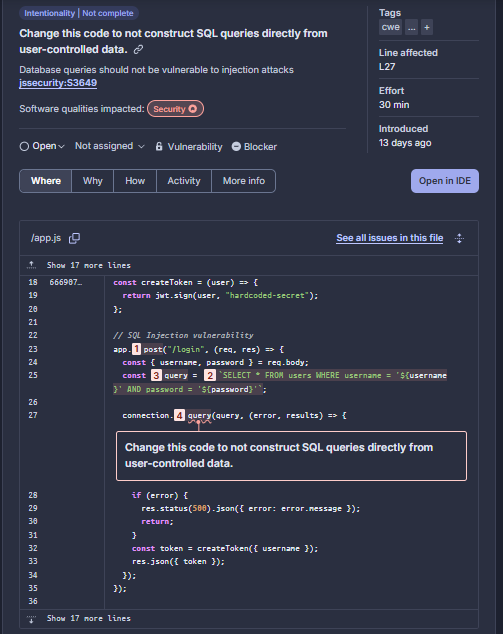 Intentionality | Not complete
Change this code to not construct SQL queries directly from
user-controlled data.
Database queries should not be vulnerable to injection attacks
jssecurity:S3649
Software qualities impacted: Security
Open Not assigned Vulnerability Blocker
Tags
cwe ... +
Line affected
L27
Effort
30 min
Introduced
13 days ago
Where Why How Activity More info
Open in IDE
/app.js See all issues in this file
Show 17 more lines
18 666907… const createToken = (user) => {
19 return jwt.sign(user, "hardcoded-secret");
20 };
21
22 // SQL Injection vulnerability
23 app.1 post("/login", (req, res) => {
24 const { username, password } = req.body;
25 const 3 query = 2 `SELECT * FROM users WHERE username = '${username
}' AND password = '${password}'`;
26
27 connection.4 query(query, (error, results) => {
Change this code to not construct SQL queries directly from
user-controlled data.
28 if (error) {
29 res.status(500).json({ error: error.message });
30 return;
31 }
32 const token = createToken({ username });
33 res.json({ token });
34 });
35 });
36
Show 17 more lines